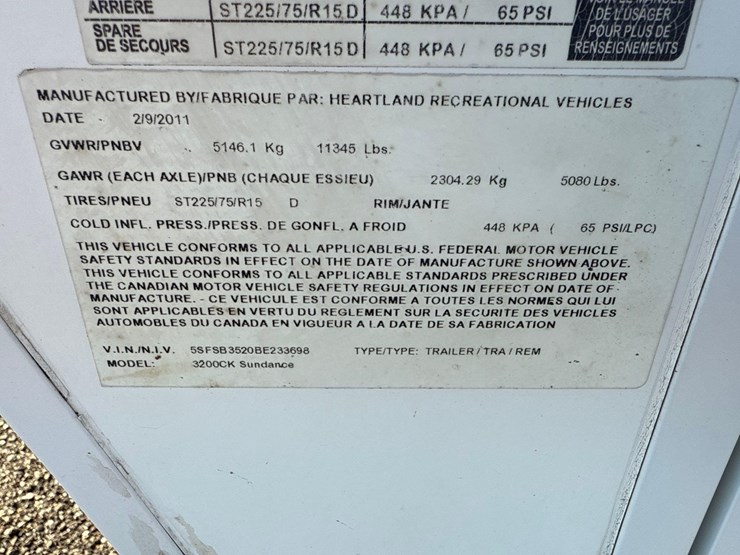 ARRIÈRE ST225/75/R15 D 448 KPA / 65 PSI
SPARE
DE SECOURS ST225/75/R15 D 448 KPA / 65 PSI
DE L'USAGER
POUR PLUS DE
RENSEIGNEMENTS
MANUFACTURED BY/FABRIQUE PAR: HEARTLAND RECREATIONAL VEHICLES
DATE - 2/9/2011
GVWR/PNBV 5146.1 Kg 11345 Lbs.
GAWR (EACH AXLE)/PNB (CHAQUE ESSIEU) 2304.29 Kg 5080 Lbs.
TIRES/PNEU ST225/75/R15 D RIM/JANTE
COLD INFL. PRESS./PRESS. DE GONFL. A FROID 448 KPA ( 65 PSI/LPC)
THIS VEHICLE CONFORMS TO ALL APPLICABLE U.S. FEDERAL MOTOR VEHICLE
SAFETY STANDARDS IN EFFECT ON THE DATE OF MANUFACTURE SHOWN ABOVE.
THIS VEHICLE CONFORMS TO ALL APPLICABLE STANDARDS PRESCRIBED UNDER
THE CANADIAN MOTOR VEHICLE SAFETY REGULATIONS IN EFFECT ON DATE OF
MANUFACTURE. - CE VEHICULE EST CONFORME A TOUTES LES NORMES QUI LUI
SONT APPLICABLES EN VERTU DU REGLEMENT SUR LA SECURITE DES VEHICLES
AUTOMOBILES DU CANADA EN VIGUEUR A LA DATE DE SA FABRICATION
V.I.N./N.I.V. 5SFSB3520BE233698 TYPE/TYPE: TRAILER / TRA / REM
MODEL: 3200CK Sundance